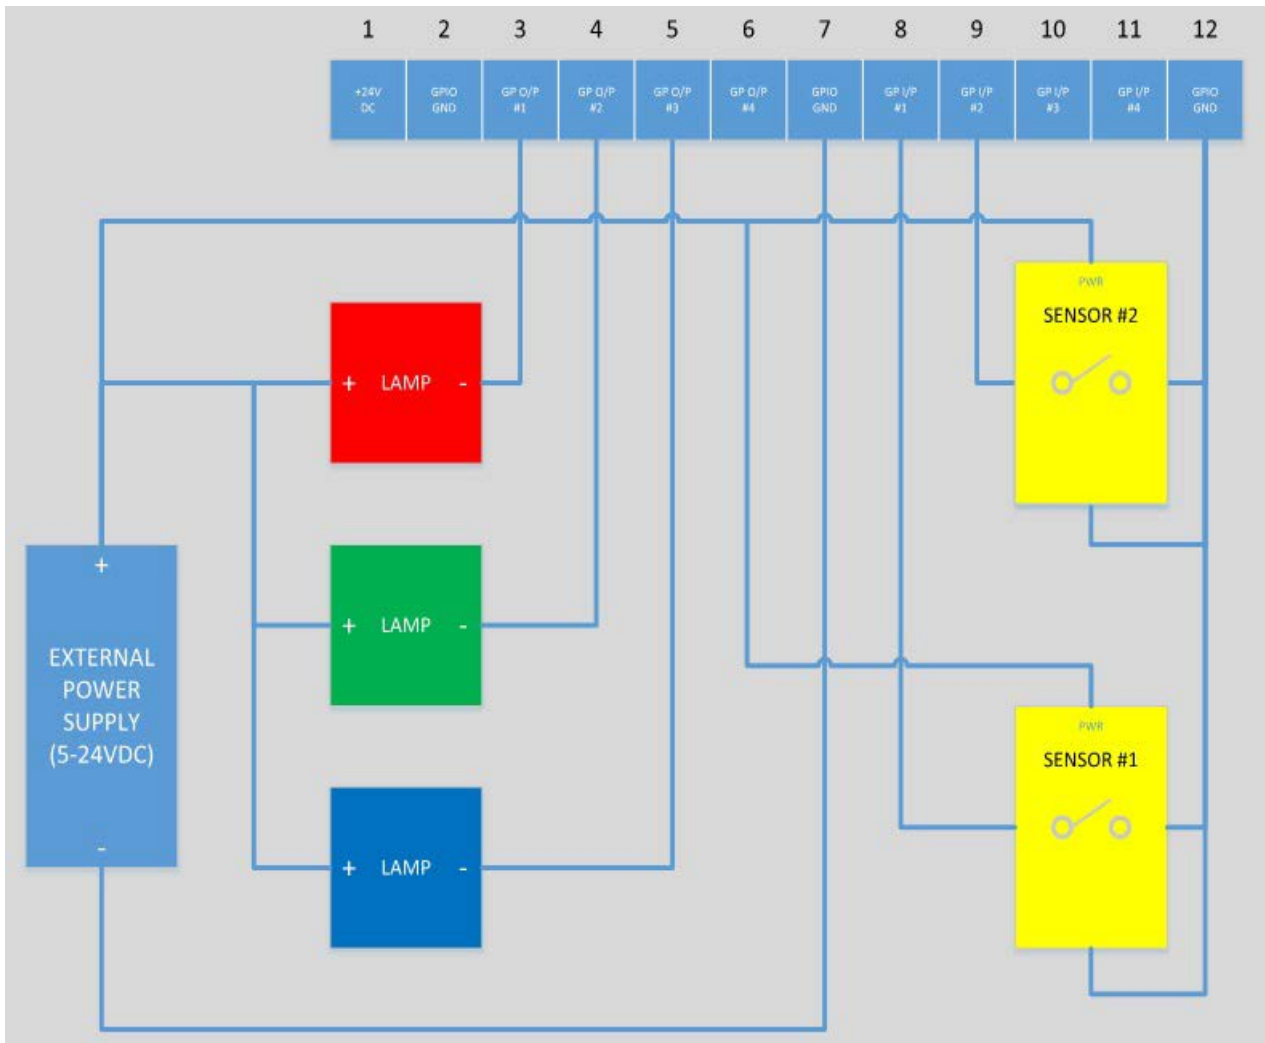 1 2 3 4 5 6 7 8 9 10 11 12
+24V DC
GPIO GND
GP O/P #1
GP O/P #2
GP O/P #3
GP O/P #4
GPIO GND
GP I/P #1
GP I/P #2
GP I/P #3
GP I/P #4
GPIO GND
PWR
SENSOR #2
+ LAMP -
+
EXTERNAL
POWER
SUPPLY
(5-24VDC)
-
+ LAMP -
PWR
SENSOR #1
+ LAMP -